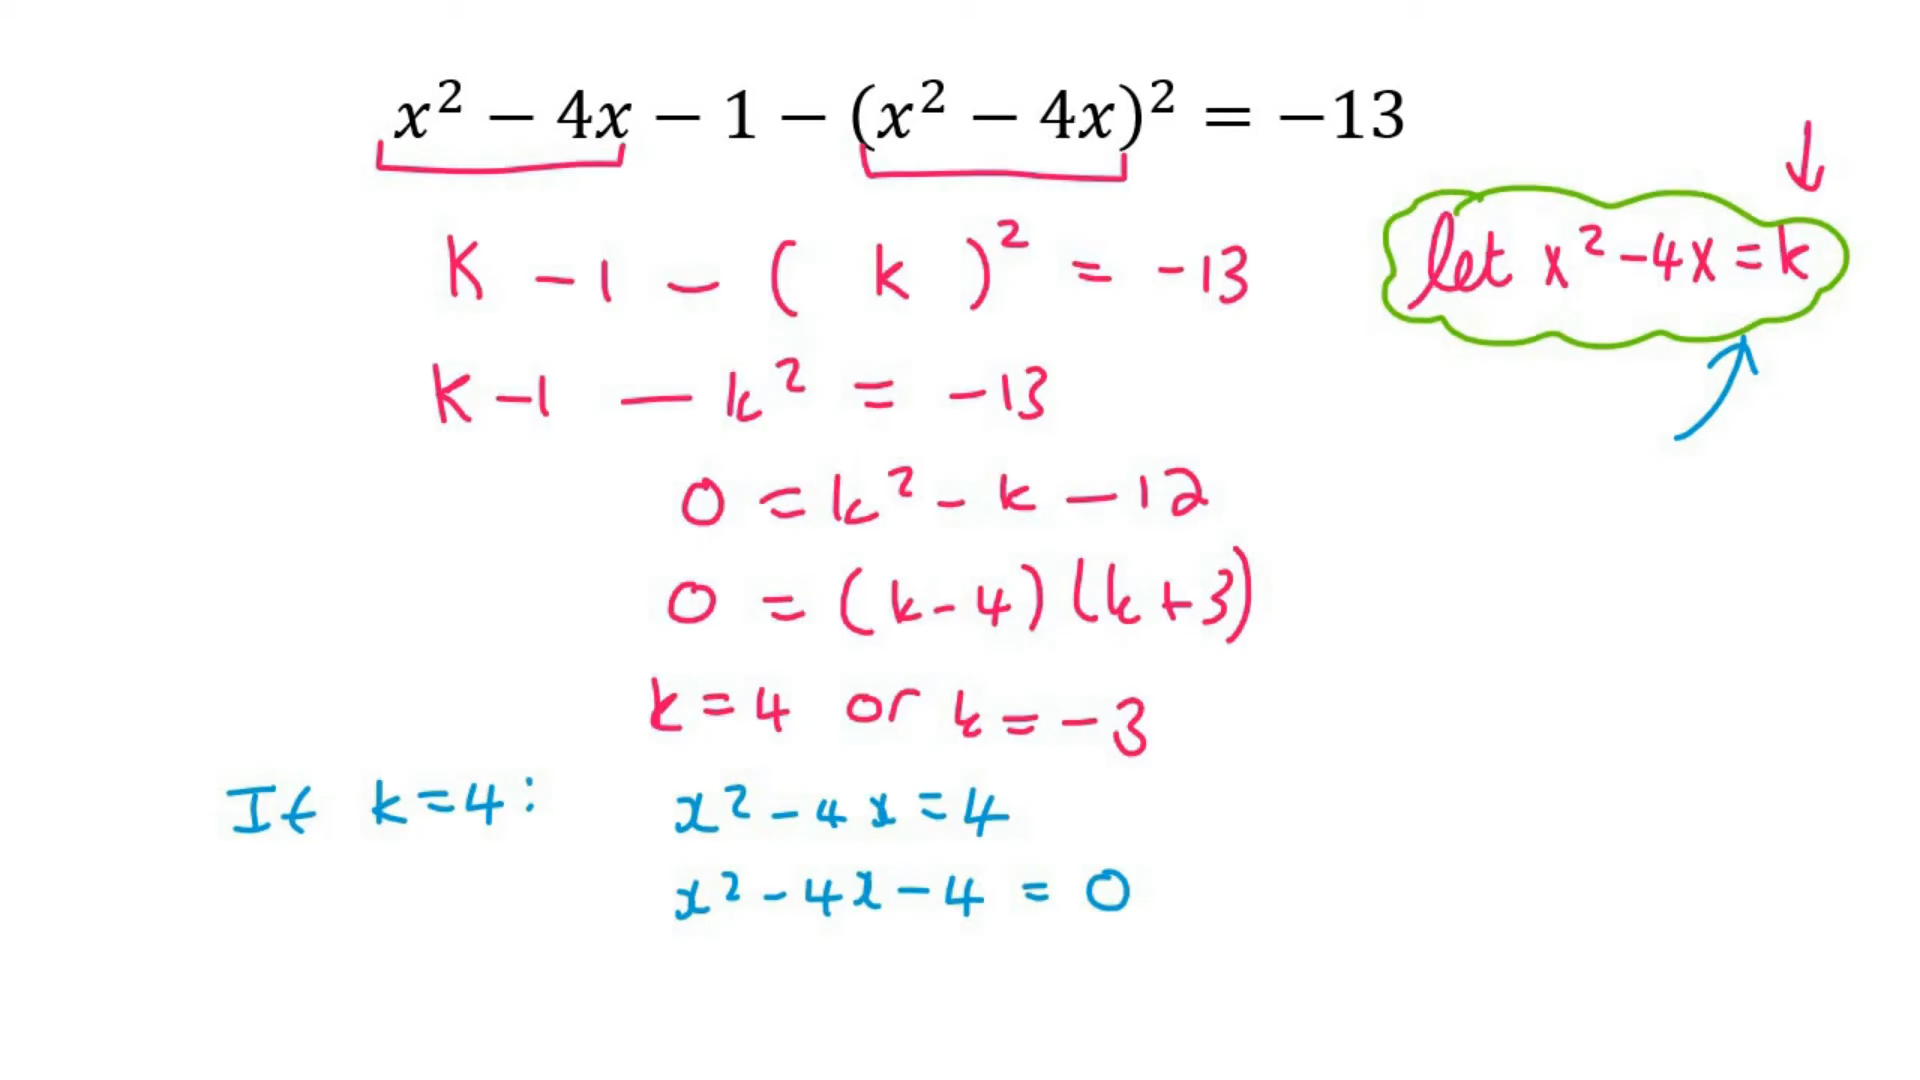 x² − 4x − 1 − (x² − 4x)² = −13
let x² − 4x = k
K − 1 − ( k )² = −13
k − 1 − k² = −13
0 = k² − k − 12
0 = (k − 4)(k + 3)
k = 4 or k = −3
If k = 4: x² − 4x = 4
x² − 4x − 4 = 0